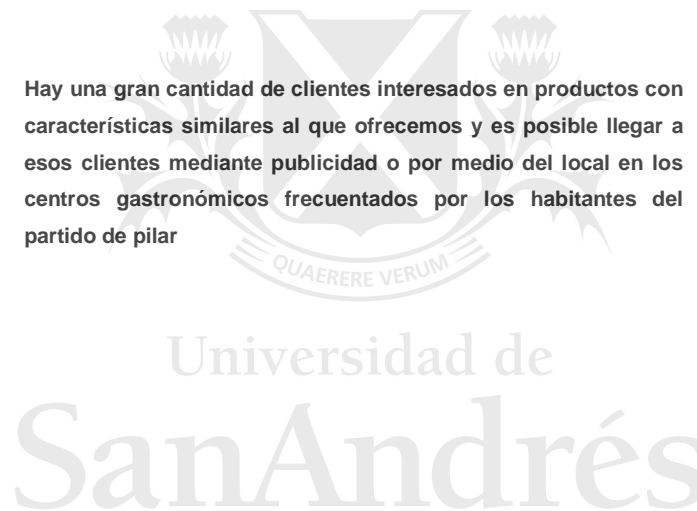 Hay una gran cantidad de clientes interesados en productos con
características similares al que ofrecemos y es posible llegar a
esos clientes mediante publicidad o por medio del local en los
centros gastronómicos frecuentados por los habitantes del
partido de pilar
QUAERERE VERUM
Universidad de
SanAndrés